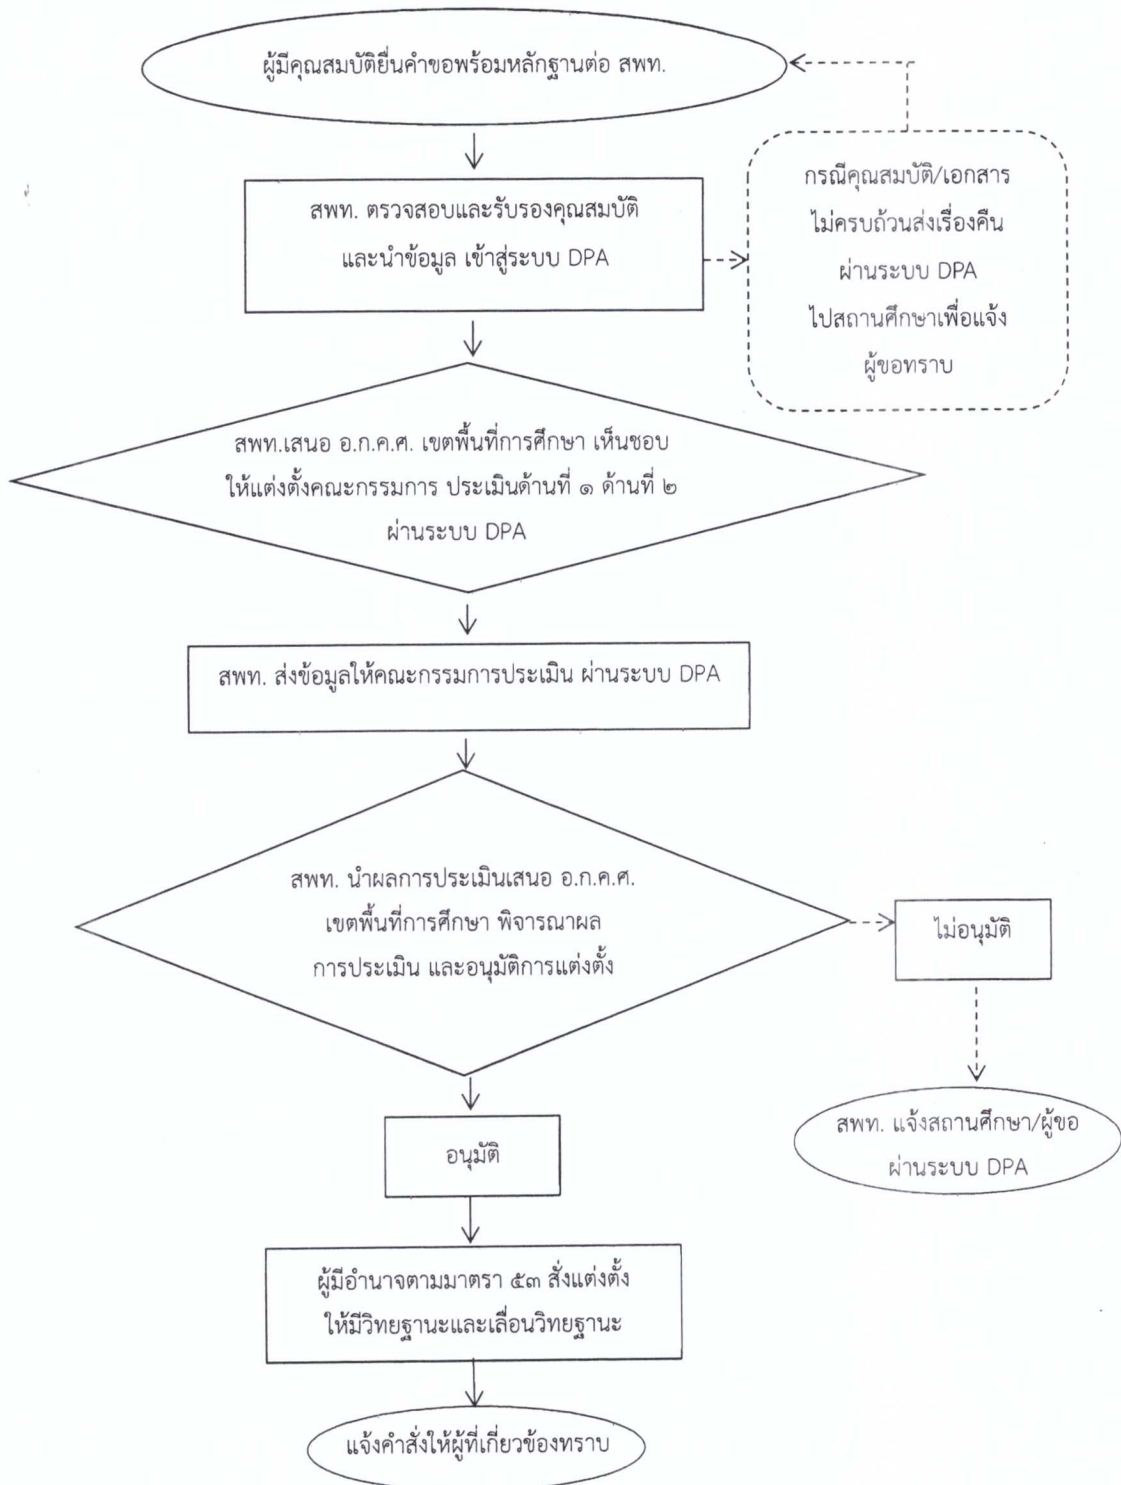 ผู้มีคุณสมบัติยื่นคำขอพร้อมหลักฐานต่อ สพท.
สพท. ตรวจสอบและรับรองคุณสมบัติ
และนำข้อมูล เข้าสู่ระบบ DPA
กรณีคุณสมบัติ/เอกสาร
ไม่ครบถ้วนส่งเรื่องคืน
ผ่านระบบ DPA
ไปสถานศึกษาเพื่อแจ้ง
ผู้ขอทราบ
สพท.เสนอ อ.ก.ค.ศ. เขตพื้นที่การศึกษา เห็นชอบ
ให้แต่งตั้งคณะกรรมการ ประเมินด้านที่ ๑ ด้านที่ ๒
ผ่านระบบ DPA
สพท. ส่งข้อมูลให้คณะกรรมการประเมิน ผ่านระบบ DPA
สพท. นำผลการประเมินเสนอ อ.ก.ค.ศ.
เขตพื้นที่การศึกษา พิจารณาผล
การประเมิน และอนุมัติการแต่งตั้ง
ไม่อนุมัติ
สพท. แจ้งสถานศึกษา/ผู้ขอ
ผ่านระบบ DPA
อนุมัติ
ผู้มีอำนาจตามมาตรา ๕๓ สั่งแต่งตั้ง
ให้มีวิทยฐานะและเลื่อนวิทยฐานะ
แจ้งคำสั่งให้ผู้ที่เกี่ยวข้องทราบ